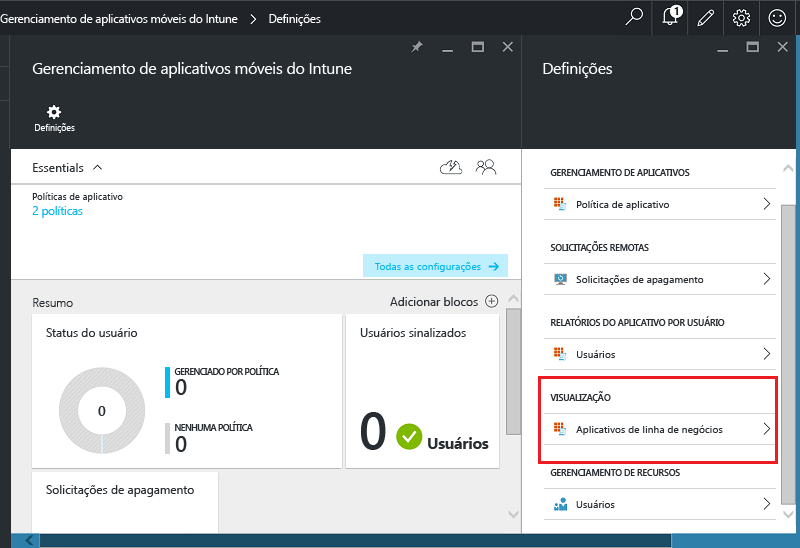 Gerenciamento de aplicativos móveis do Intune > Definições
1
Gerenciamento de aplicativos móveis do Intune
Definições
Essentials
Políticas de aplicativo
2 políticas
Todas as configurações →
Resumo
Adicionar blocos
Status do usuário
0
GERENCIADO POR POLÍTICA
0
NENHUMA POLÍTICA
0
Usuários sinalizados
0 Usuários
Solicitações de apagamento
Definições
GERENCIAMENTO DE APLICATIVOS
Política de aplicativo
SOLICITAÇÕES REMOTAS
Solicitações de apagamento
RELATÓRIOS DO APLICATIVO POR USUÁRIO
Usuários
VISUALIZAÇÃO
Aplicativos de linha de negócios
GERENCIAMENTO DE RECURSOS
Usuários